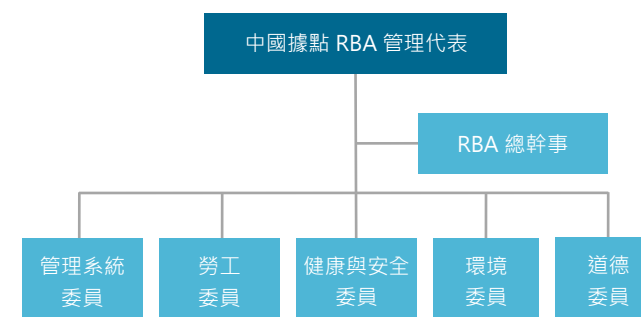 中國據點 RBA 管理代表
RBA 總幹事
管理系統
委員
勞工
委員
健康與安全
委員
環境
委員
道德
委員